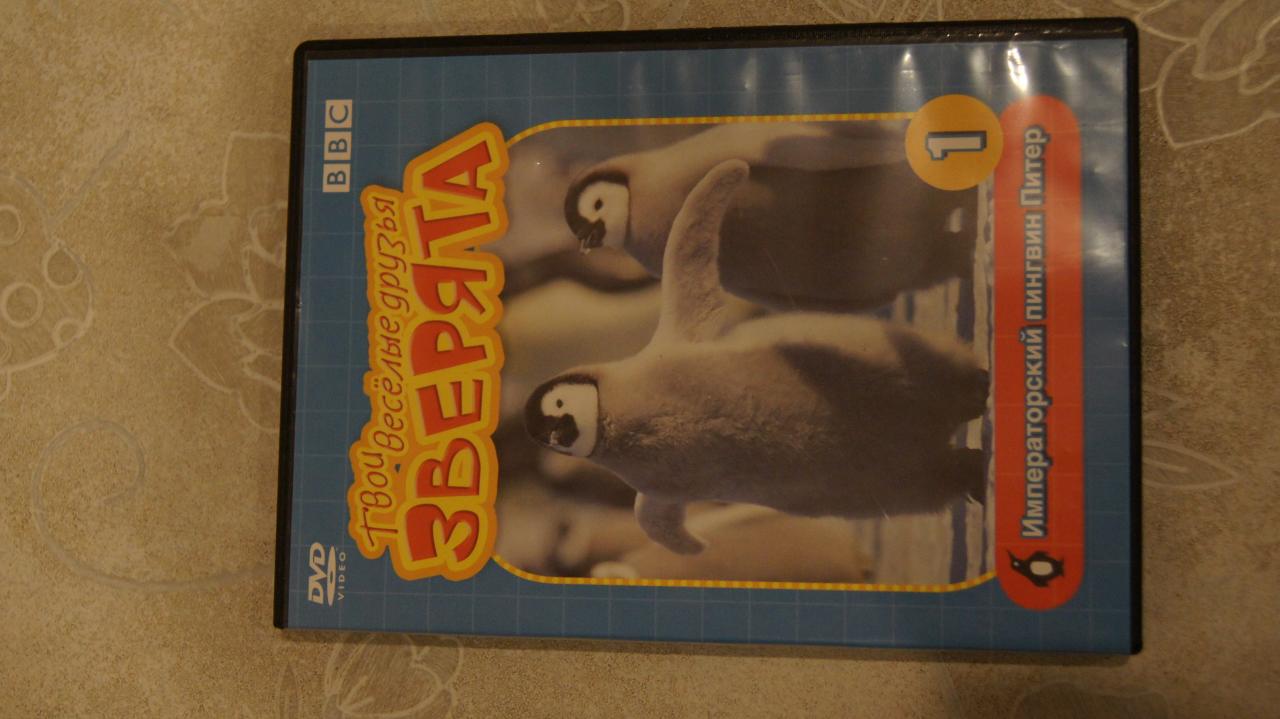 DVD
VIDEO
BBC
Твои весёлые друзья
ЗВЕРЯТА
1
Императорский пингвин Питер